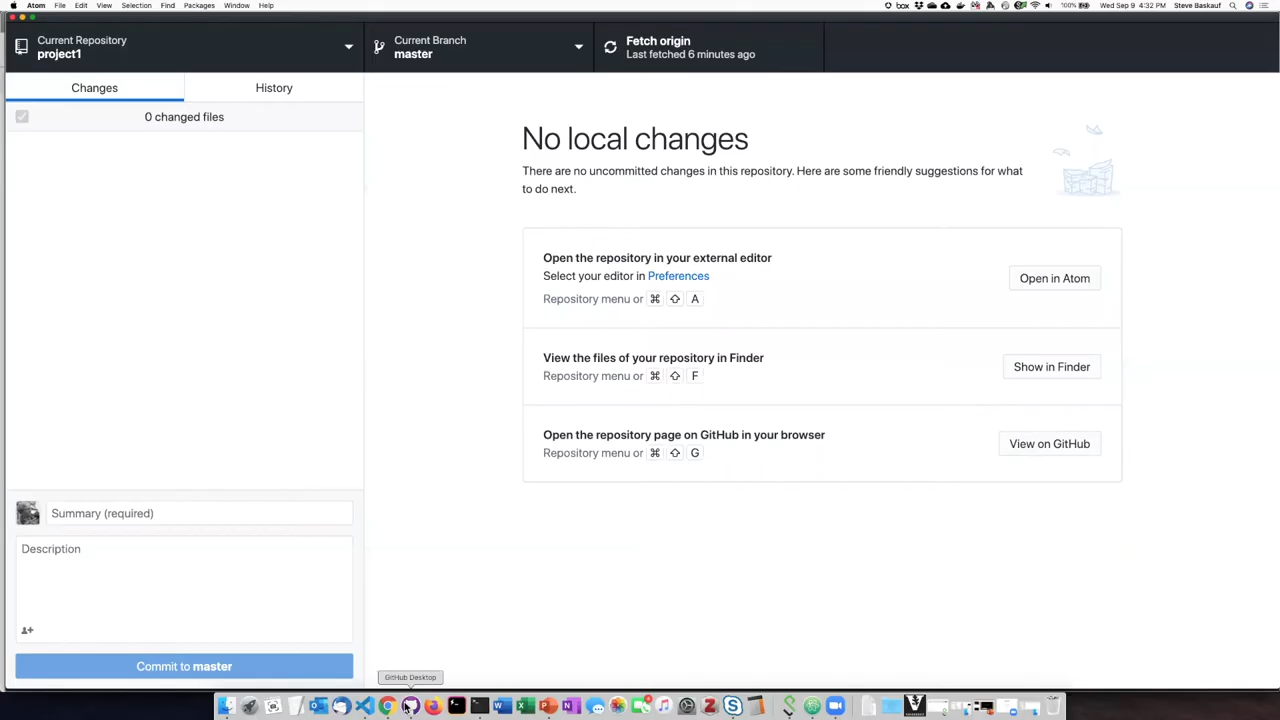 Atom File Edit View Selection Find Packages Window Help
box 100% Wed Sep 9 4:32 PM Steve Baskauf
Current Repository
project1
Current Branch
master
Fetch origin
Last fetched 6 minutes ago
Changes
History
0 changed files
No local changes
There are no uncommitted changes in this repository. Here are some friendly suggestions for what
to do next.
Open the repository in your external editor
Select your editor in Preferences
Repository menu or ⌘ ⇧ A
Open in Atom
View the files of your repository in Finder
Repository menu or ⌘ ⇧ F
Show in Finder
Open the repository page on GitHub in your browser
Repository menu or ⌘ ⇧ G
View on GitHub
Summary (required)
Description
Commit to master
GitHub Desktop